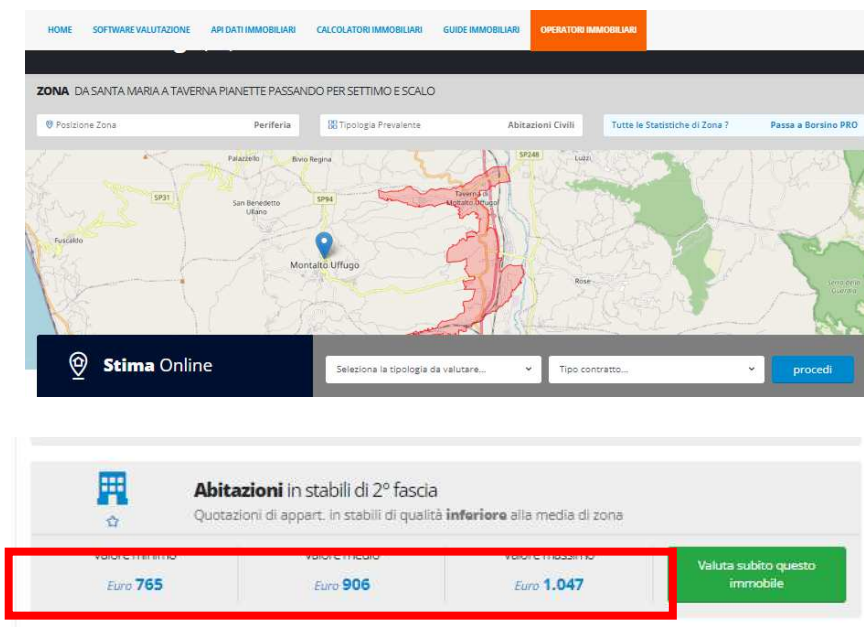 HOME SOFTWARE VALUTAZIONE API DATI IMMOBILIARI CALCOLATORI IMMOBILIARI GUIDE IMMOBILIARI OPERATORI IMMOBILIARI
ZONA DA SANTA MARIA A TAVERNA PIANETTE PASSANDO PER SETTIMO E SCALO
Posizione Zona Periferia Tipologia Prevalente Abitazioni Civili Tutte le Statistiche di Zona ? Passa a Borsino PRO
Palazzello Bivio Regina SP248 Luzzi
SP31 San Benedetto Ullano SP94 Taverna di Montalto Uffugo
Fuscaldo
Montalto Uffugo
Rose
Stima Online Seleziona la tipologia da valutare... Tipo contratto... procedi
Abitazioni in stabili di 2° fascia
Quotazioni di appart. in stabili di qualità inferiore alla media di zona
valore minimo valore medio valore massimo
Euro 765 Euro 906 Euro 1.047
Valuta subito questo
immobile